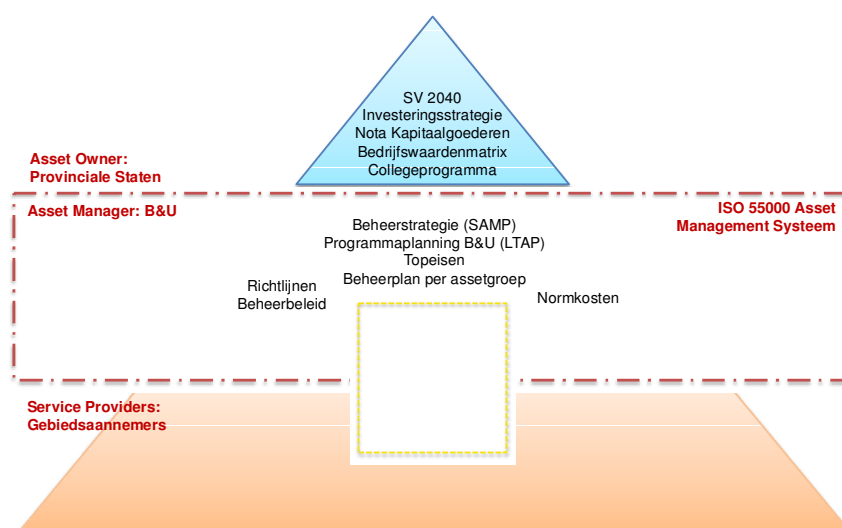 SV 2040
Investeringsstrategie
Nota Kapitaalgoederen
Bedrijfswaardenmatrix
Collegeprogramma
Asset Owner:
Provinciale Staten
Asset Manager: B&U
ISO 55000 Asset
Management Systeem
Beheerstrategie (SAMP)
Programmaplanning B&U (LTAP)
Topeisen
Beheerplan per assetgroep
Richtlijnen
Beheerbeleid
Normkosten
Service Providers:
Gebiedsaannemers